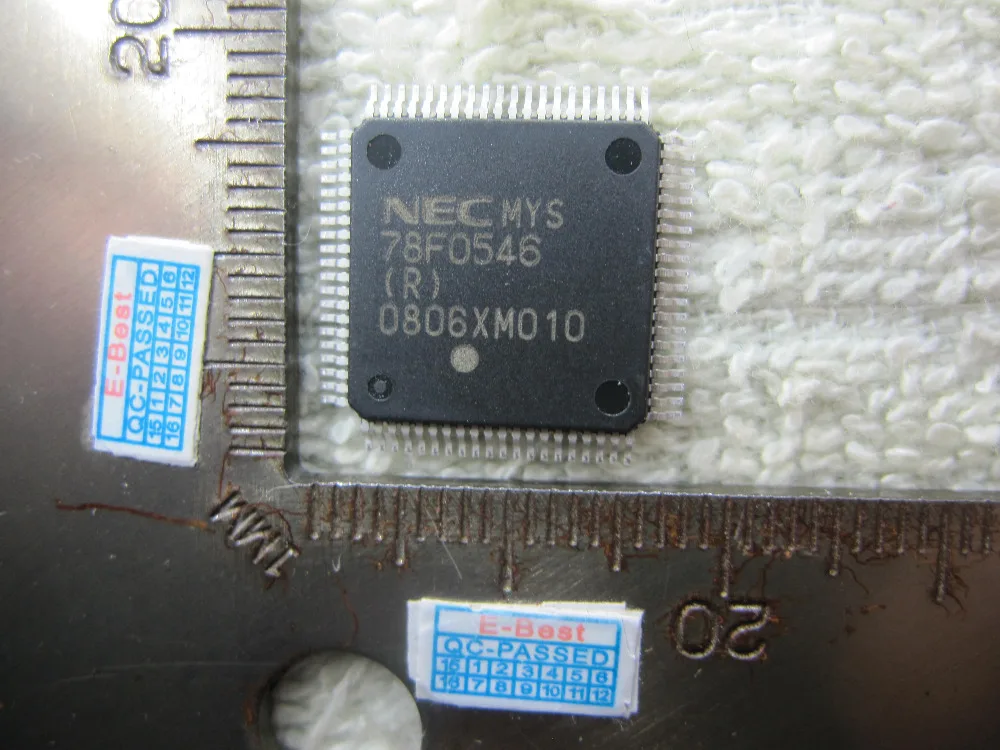 20
NEC MYS
78F0546
(R)
0806XM010
E-Best
QC-PASSED
15 1 2 3 4 5 6
16 7 8 9 10 11 12
1MM
20
E-Best
QC-PASSED
15 1 2 3 4 5 6
16 7 8 9 10 11 12